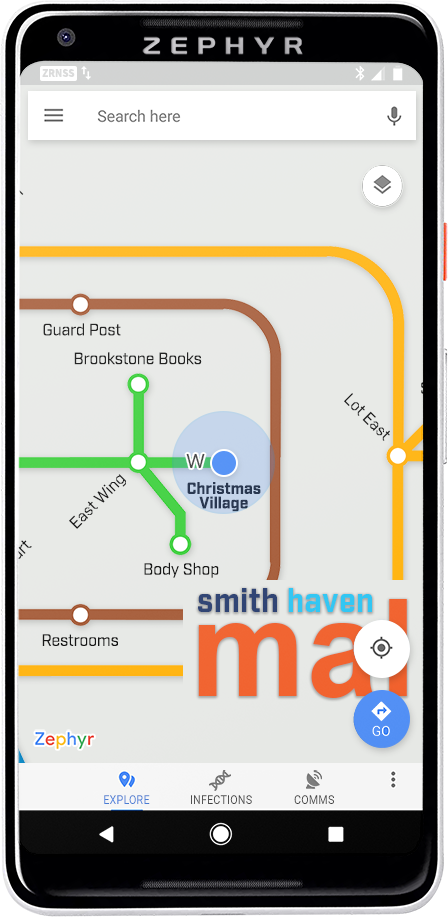 ZEPHYR
ZRNSS
Search here
Guard Post
Brookstone Books
Lot East
W
Christmas
Village
East Wing
Body Shop
smith haven
mal
Restrooms
Zephyr
GO
EXPLORE
INFECTIONS
COMMS